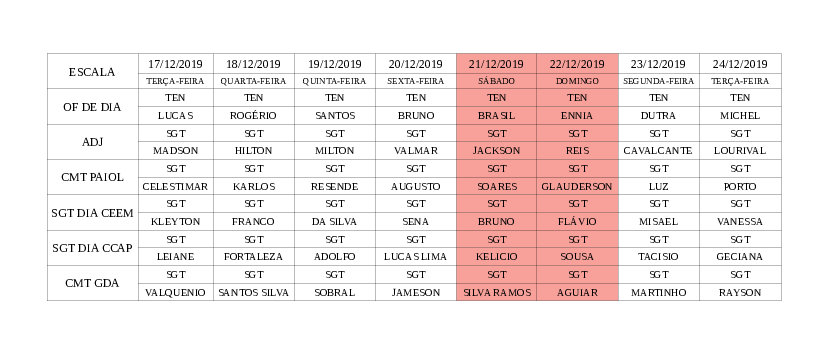 ESCALA 17/12/2019 18/12/2019 19/12/2019 20/12/2019 21/12/2019 22/12/2019 23/12/2019 24/12/2019
TERÇA-FEIRA QUARTA-FEIRA QUINTA-FEIRA SEXTA-FEIRA SÁBADO DOMINGO SEGUNDA-FEIRA TERÇA-FEIRA
OF DE DIA TEN TEN TEN TEN TEN TEN TEN TEN
LUCAS ROGÉRIO SANTOS BRUNO BRASIL ENNIA DUTRA MICHEL
ADJ SGT SGT SGT SGT SGT SGT SGT SGT
MADSON HILTON MILTON VALMAR JACKSON REIS CAVALCANTE LOURIVAL
CMT PAIOL SGT SGT SGT SGT SGT SGT SGT SGT
CELESTIMAR KARLOS RESENDE AUGUSTO SOARES GLAUDERSON LUZ PORTO
SGT DIA CEEM SGT SGT SGT SGT SGT SGT SGT SGT
KLEYTON FRANCO DA SILVA SENA BRUNO FLÁVIO MISAEL VANESSA
SGT DIA CCAP SGT SGT SGT SGT SGT SGT SGT SGT
LEIANE FORTALEZA ADOLFO LUCAS LIMA KELICIO SOUSA TACISIO GECIANA
CMT GDA SGT SGT SGT SGT SGT SGT SGT SGT
VALQUENIO SANTOS SILVA SOBRAL JAMESON SILVA RAMOS AGUIAR MARTINHO RAYSON